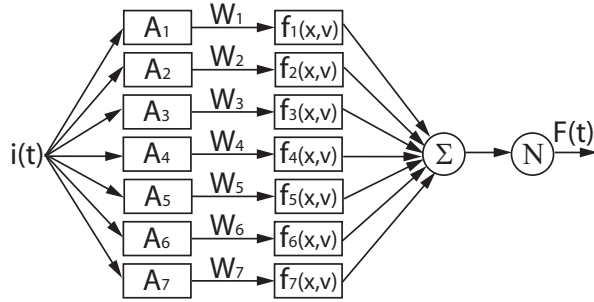 A1 W1 f1(x,v)
A2 W2 f2(x,v)
A3 W3 f3(x,v)
i(t) A4 W4 f4(x,v) Σ N F(t)
A5 W5 f5(x,v)
A6 W6 f6(x,v)
A7 W7 f7(x,v)